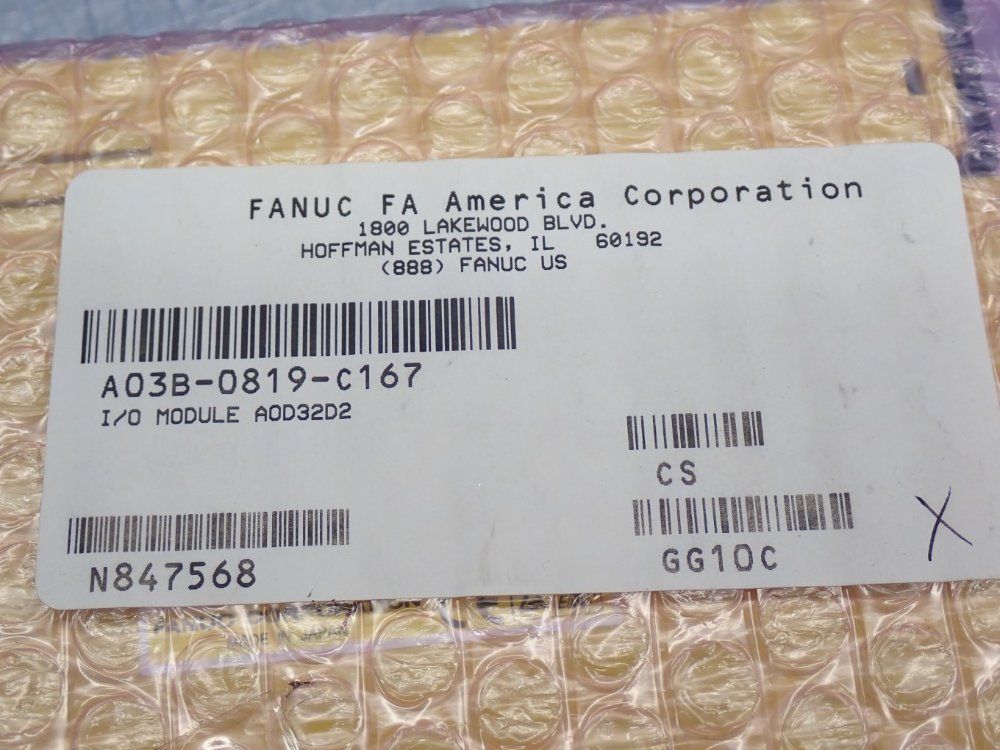 FANUC FA America Corporation
1800 LAKEWOOD BLVD.
HOFFMAN ESTATES, IL 60192
(888) FANUC US
A03B-0819-C167
I/O MODULE AOD32D2
CS
GG10C
N847568
X
MADE IN JAPAN